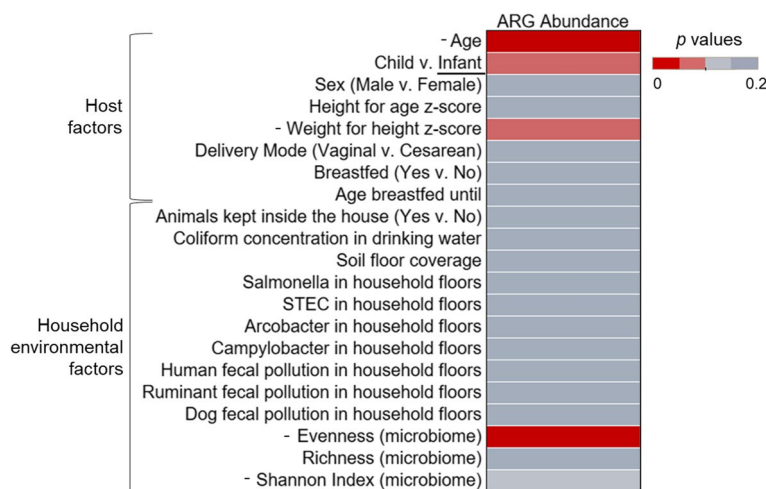 ARG Abundance
p values
0
0.2
Host
factors
- Age
Child v. Infant
Sex (Male v. Female)
Height for age z-score
- Weight for height z-score
Delivery Mode (Vaginal v. Cesarean)
Breastfed (Yes v. No)
Age breastfed until
Household
environmental
factors
Animals kept inside the house (Yes v. No)
Coliform concentration in drinking water
Soil floor coverage
Salmonella in household floors
STEC in household floors
Arcobacter in household floors
Campylobacter in household floors
Human fecal pollution in household floors
Ruminant fecal pollution in household floors
Dog fecal pollution in household floors
- Evenness (microbiome)
Richness (microbiome)
- Shannon Index (microbiome)